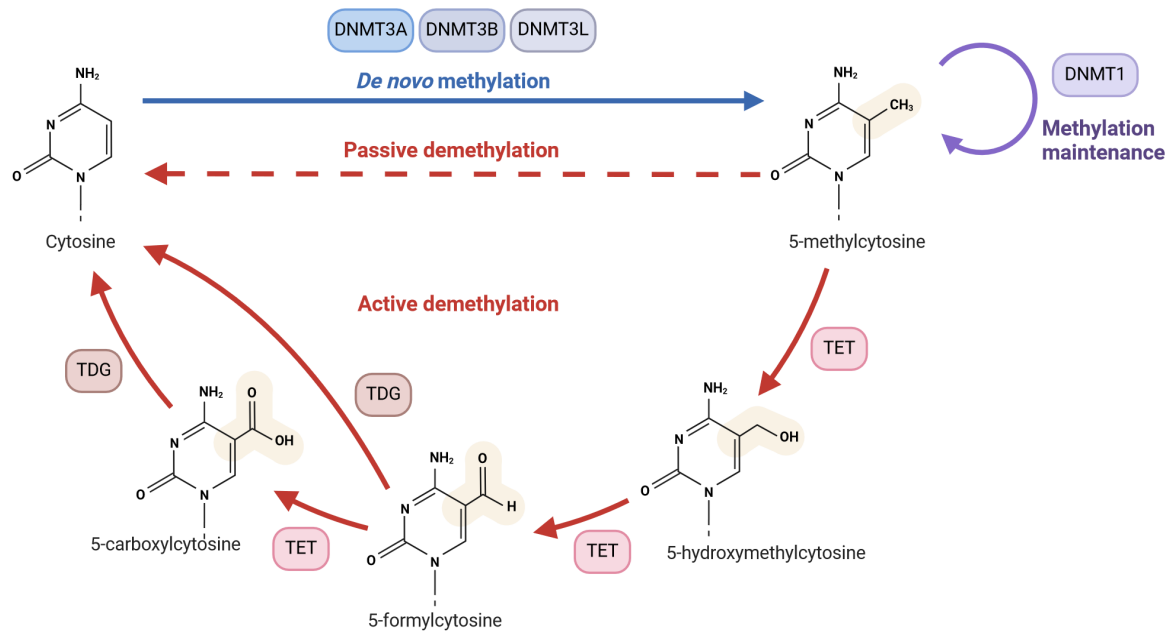 DNMT3A DNMT3B DNMT3L
De novo methylation
NH₂
N
O
N
Cytosine
NH₂
CH₃
N
O
N
5-methylcytosine
DNMT1
Methylation
maintenance
Passive demethylation
Active demethylation
TET
TDG
TDG
NH₂
O
OH
N
O
N
5-carboxylcytosine
TET
NH₂
O
H
N
O
N
5-formylcytosine
TET
NH₂
OH
N
O
N
5-hydroxymethylcytosine